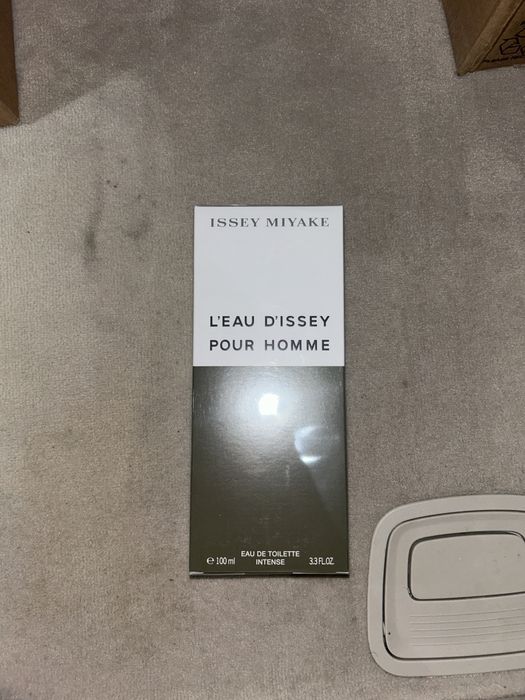 ISSEY MIYAKE
L'EAU D'ISSEY
POUR HOMME
EAU DE TOILETTE
℮ 100 ml INTENSE 3.3 FL.OZ.